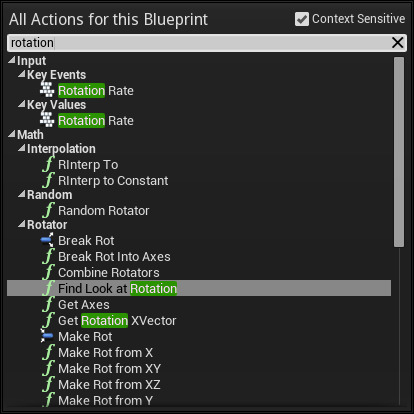 All Actions for this Blueprint
Context Sensitive
rotation
Input
Key Events
Rotation Rate
Key Values
Rotation Rate
Math
Interpolation
RInterp To
RInterp to Constant
Random
Random Rotator
Rotator
Break Rot
Break Rot Into Axes
Combine Rotators
Find Look at Rotation
Get Axes
Get Rotation XVector
Make Rot
Make Rot from X
Make Rot from XY
Make Rot from XZ
Make Rot from Y